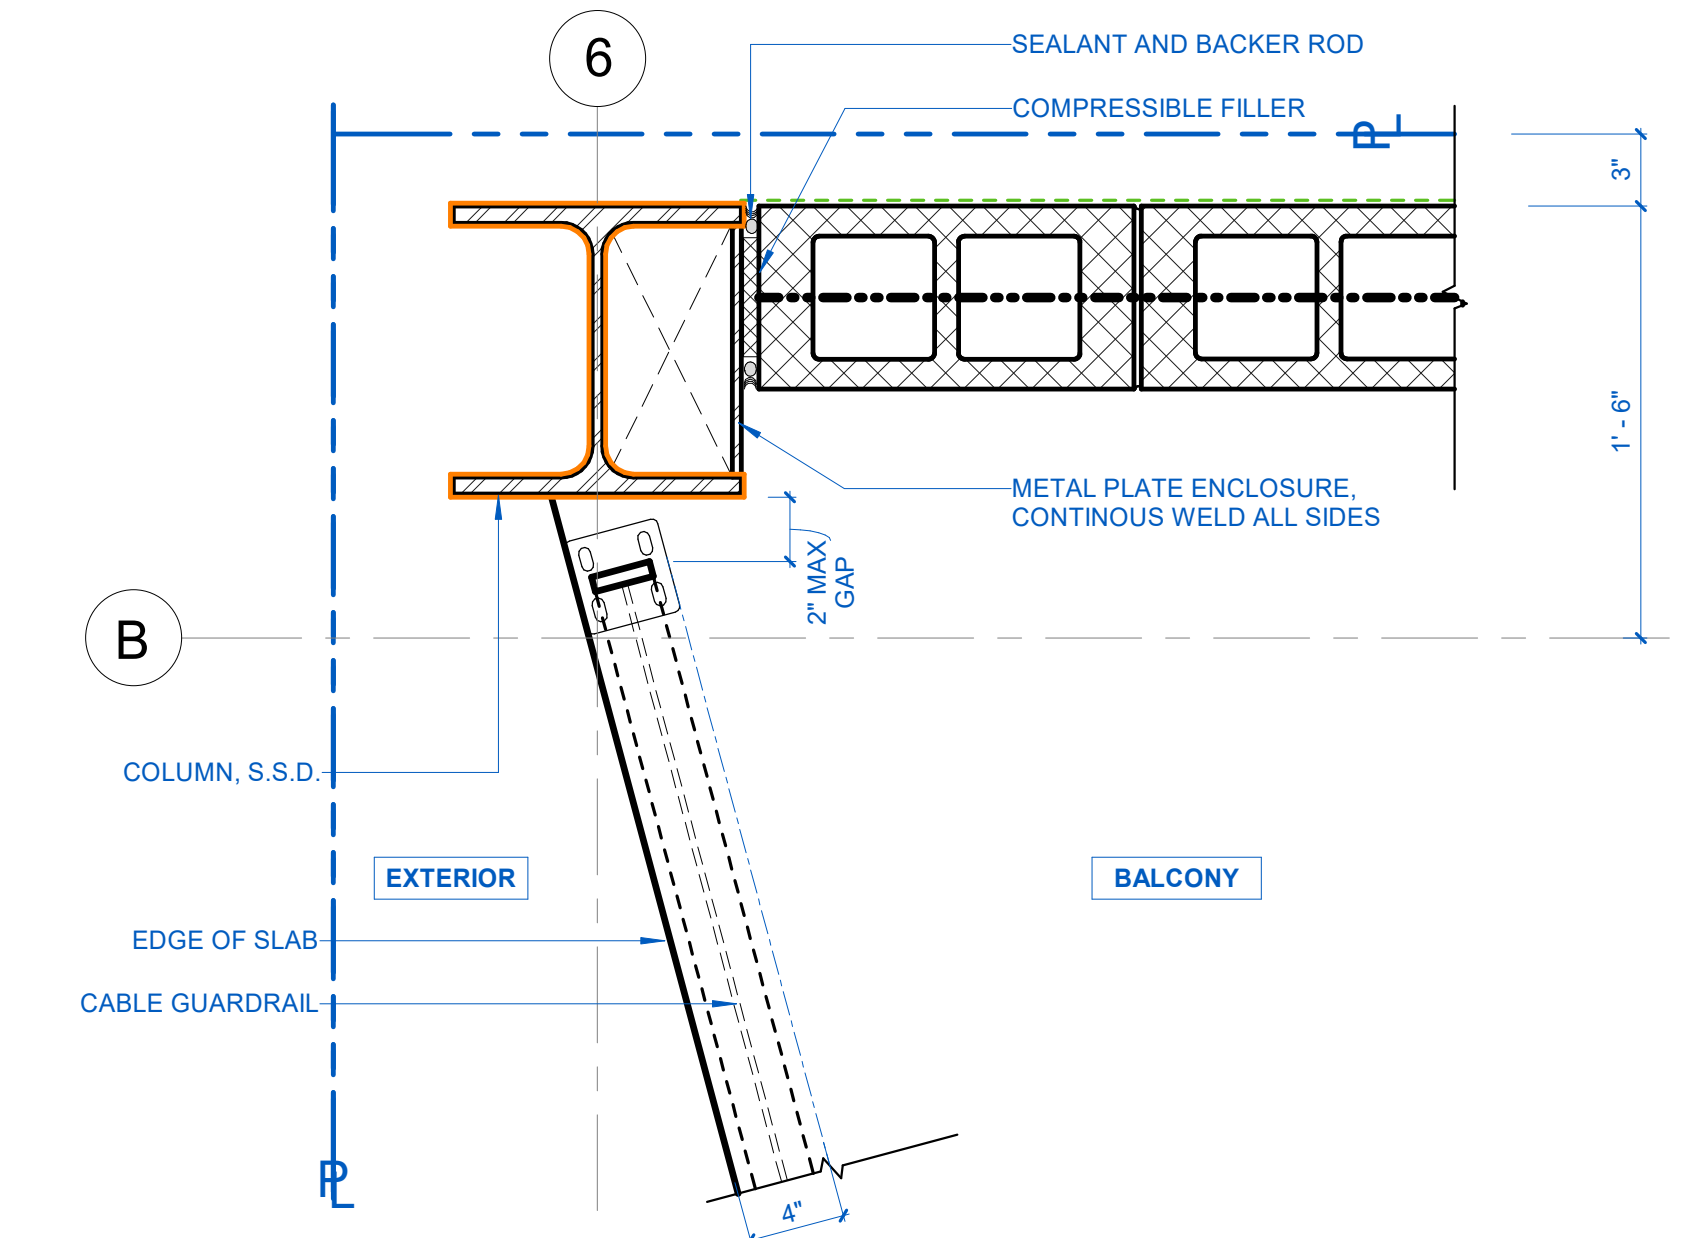 6
SEALANT AND BACKER ROD
COMPRESSIBLE FILLER
PL
3"
1' - 6"
METAL PLATE ENCLOSURE,
CONTINOUS WELD ALL SIDES
2" MAX
GAP
B
COLUMN, S.S.D.
EXTERIOR
BALCONY
EDGE OF SLAB
CABLE GUARDRAIL
PL
4"